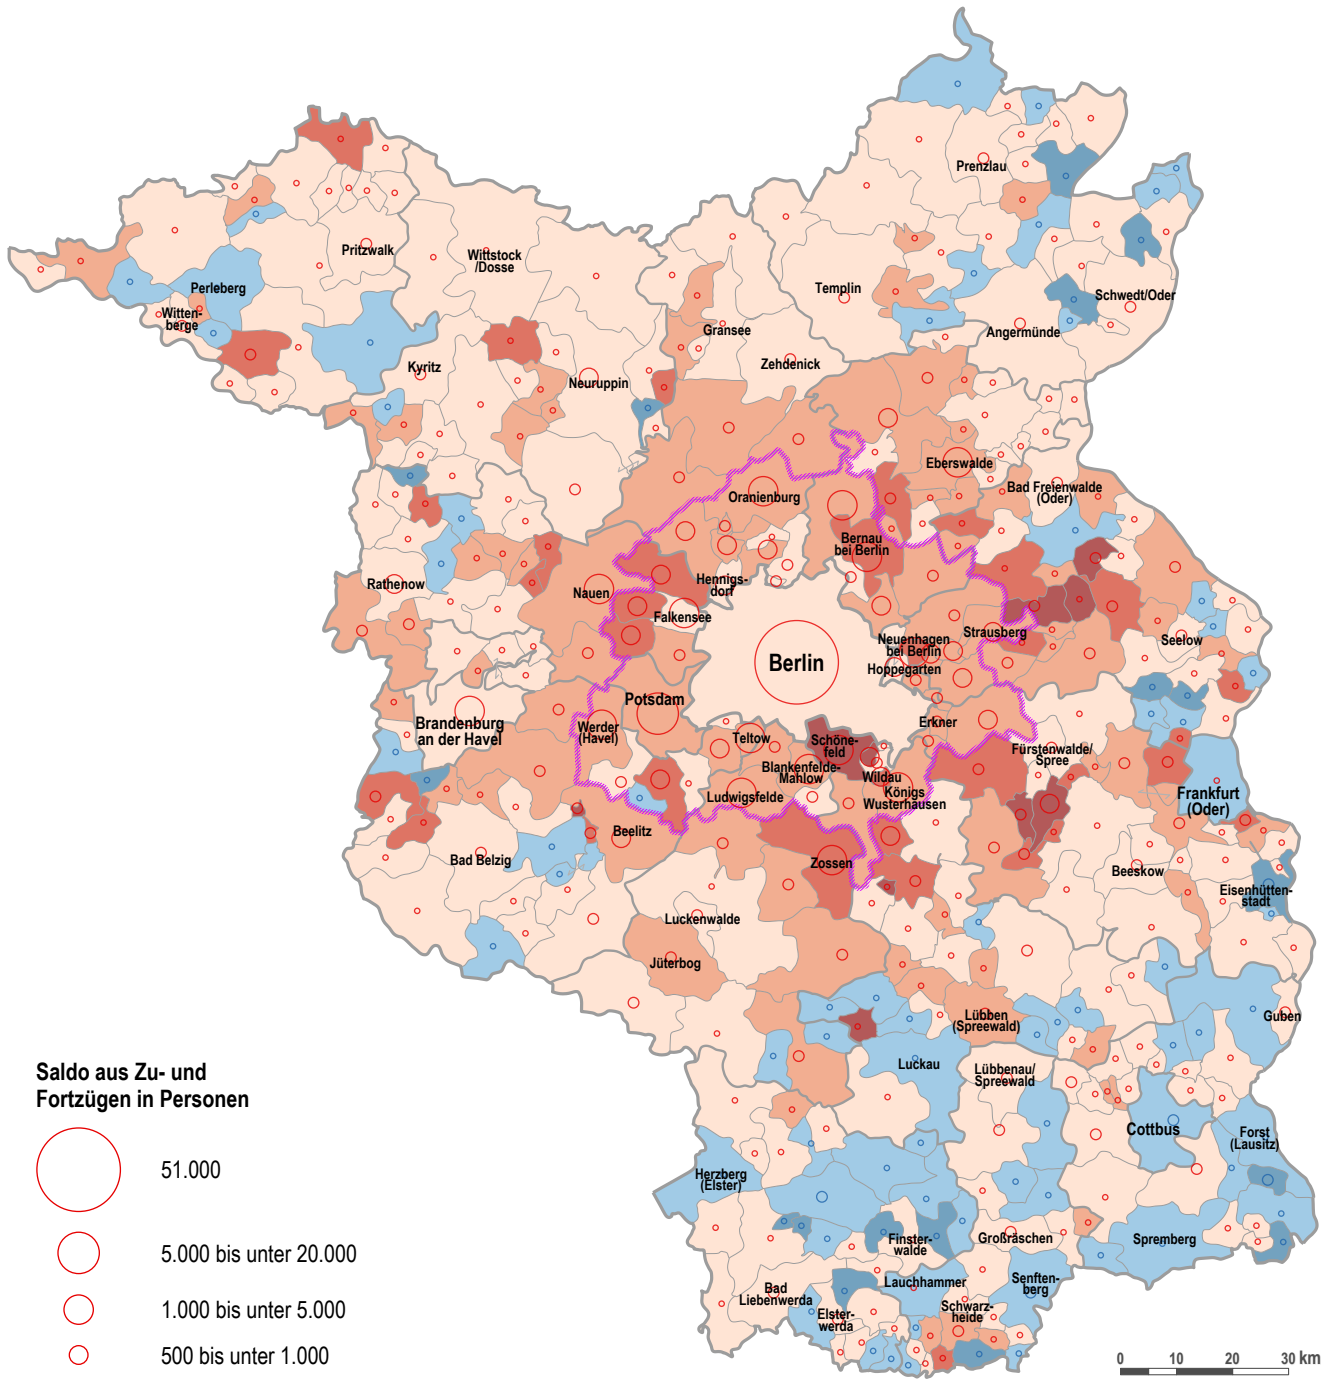 Prenzlau
Pritzwalk
Wittstock
/Dosse
Perleberg
Templin
Schwedt/Oder
Witten-
berge
Gransee
Angermünde
Zehdenick
Kyritz
Neuruppin
Eberswalde
Oranienburg
Bad Freienwalde
(Oder)
Bernau
bei Berlin
Rathenow
Nauen
Hennigs-
dorf
Falkensee
Strausberg
Neuenhagen
bei Berlin
Seelow
Berlin
Hoppegarten
Potsdam
Brandenburg
an der Havel
Werder
(Havel)
Teltow
Schöne-
feld
Erkner
Fürstenwalde/
Spree
Blankenfelde-
Mahlow
Wildau
Ludwigsfelde
Königs
Wusterhausen
Frankfurt
(Oder)
Beelitz
Bad Belzig
Zossen
Beeskow
Eisenhütten-
stadt
Luckenwalde
Jüterbog
Lübben
(Spreewald)
Guben
Luckau
Lübbenau/
Spreewald
Cottbus
Forst
(Lausitz)
Herzberg
(Elster)
Finster-
walde
Großräschen
Spremberg
Bad
Liebenwerda
Lauchhammer
Senften-
berg
Elster-
werda
Schwarz-
heide
Saldo aus Zu- und
Fortzügen in Personen
51.000
5.000 bis unter 20.000
1.000 bis unter 5.000
500 bis unter 1.000
0 10 20 30 km